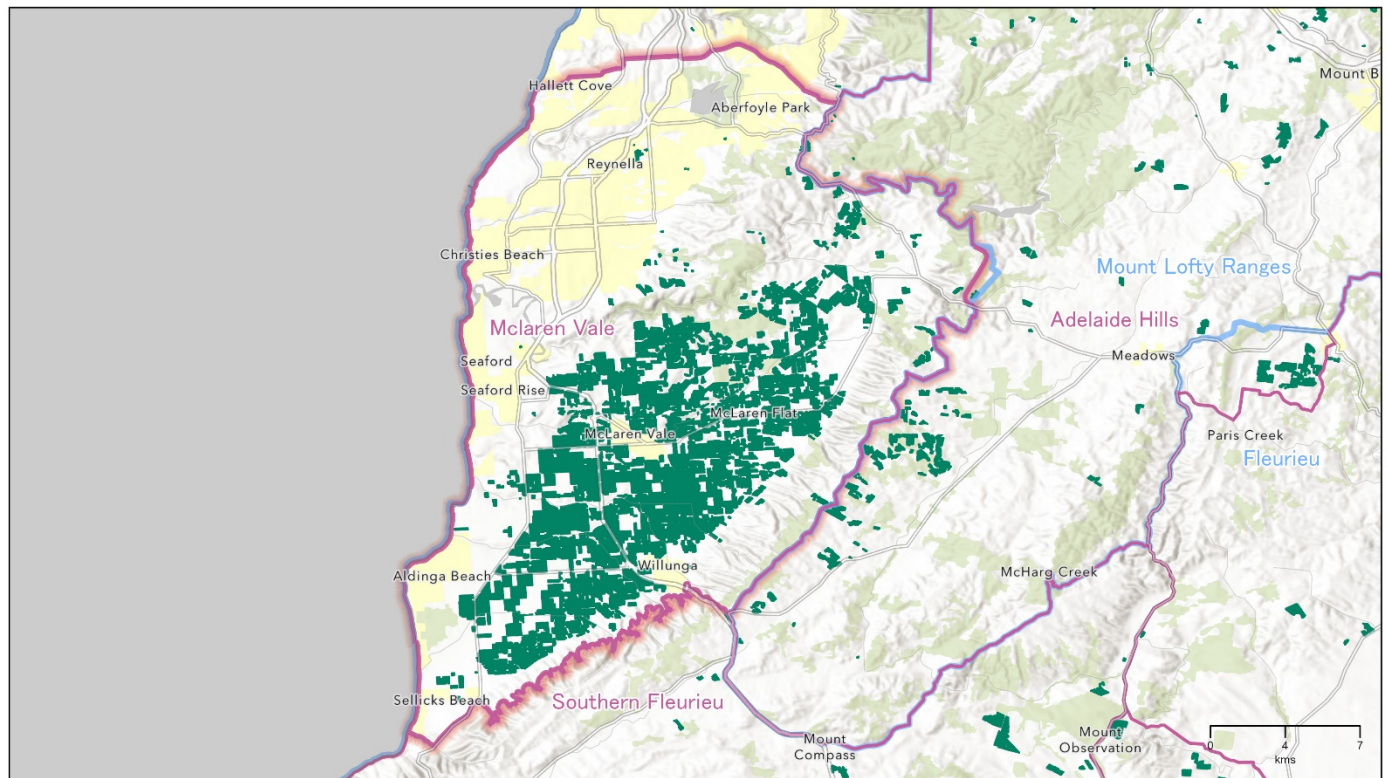 Mount B
Hallett Cove
Aberfoyle Park
Reynella
Christies Beach
Mount Lofty Ranges
Adelaide Hills
Mclaren Vale
Meadows
Seaford
Seaford Rise
McLaren Flat
McLaren Vale
Paris Creek
Fleurieu
Willunga
McHarg Creek
Aldinga Beach
Sellicks Beach
Southern Fleurieu
Mount
Compass
Mount
Observation
0 4 7
kms